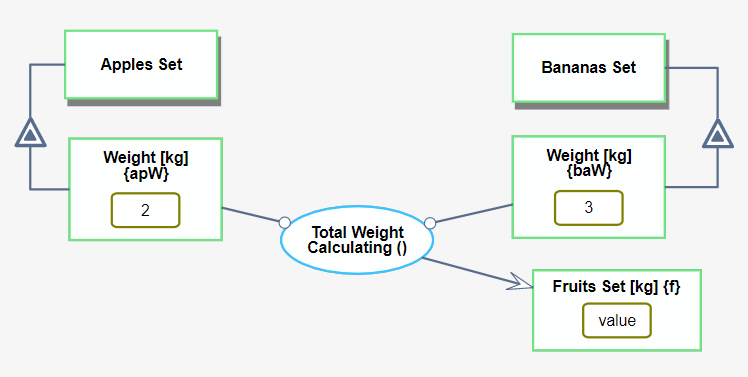 Apples Set
Bananas Set
Weight [kg]
{apW}
2
Weight [kg]
{baW}
3
Total Weight
Calculating ()
Fruits Set [kg] {f}
value